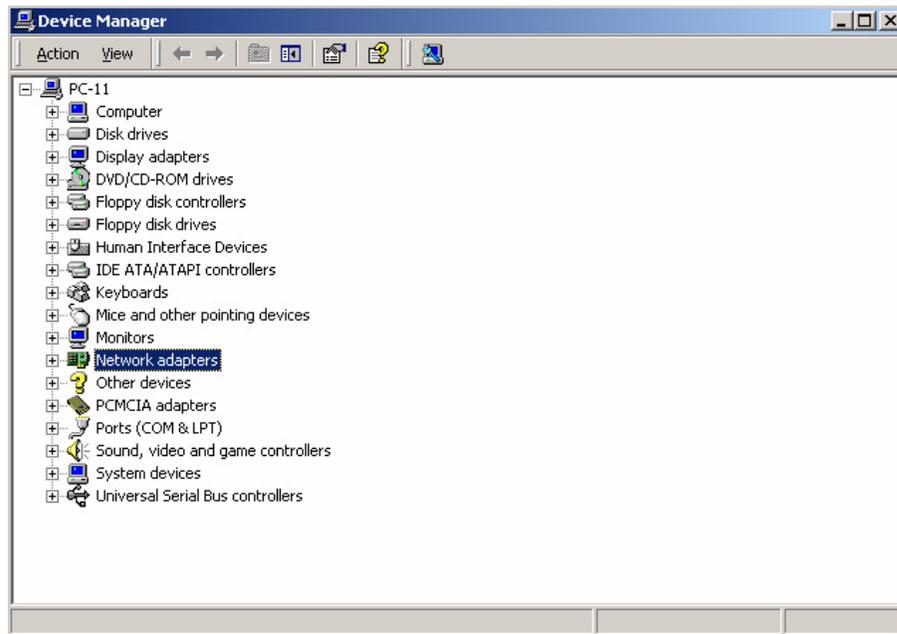 Device Manager
Action View
PC-11
Computer
Disk drives
Display adapters
DVD/CD-ROM drives
Floppy disk controllers
Floppy disk drives
Human Interface Devices
IDE ATA/ATAPI controllers
Keyboards
Mice and other pointing devices
Monitors
Network adapters
Other devices
PCMCIA adapters
Ports (COM & LPT)
Sound, video and game controllers
System devices
Universal Serial Bus controllers